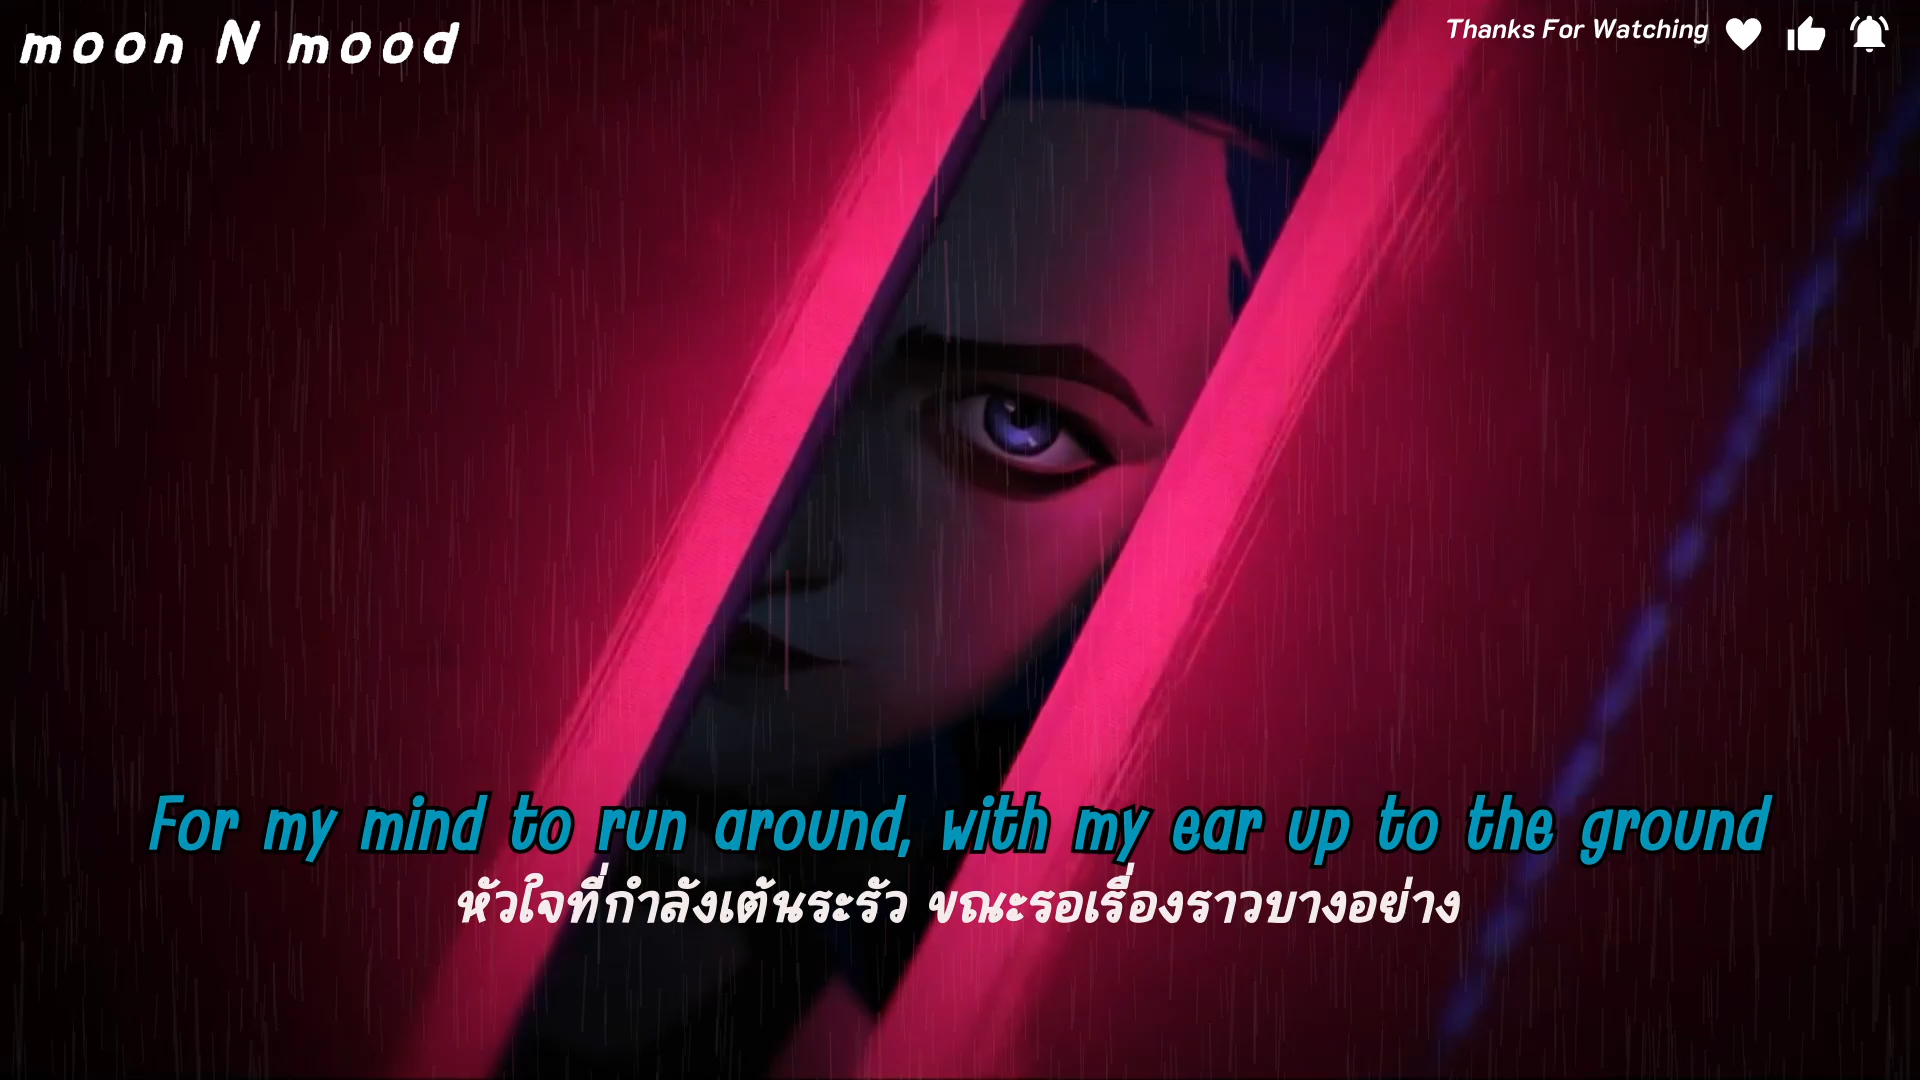 moon N mood
Thanks For Watching
For my mind to run around, with my ear up to the ground
หัวใจที่กำลังเต้นระรัว ขณะรอเรื่องราวบางอย่าง